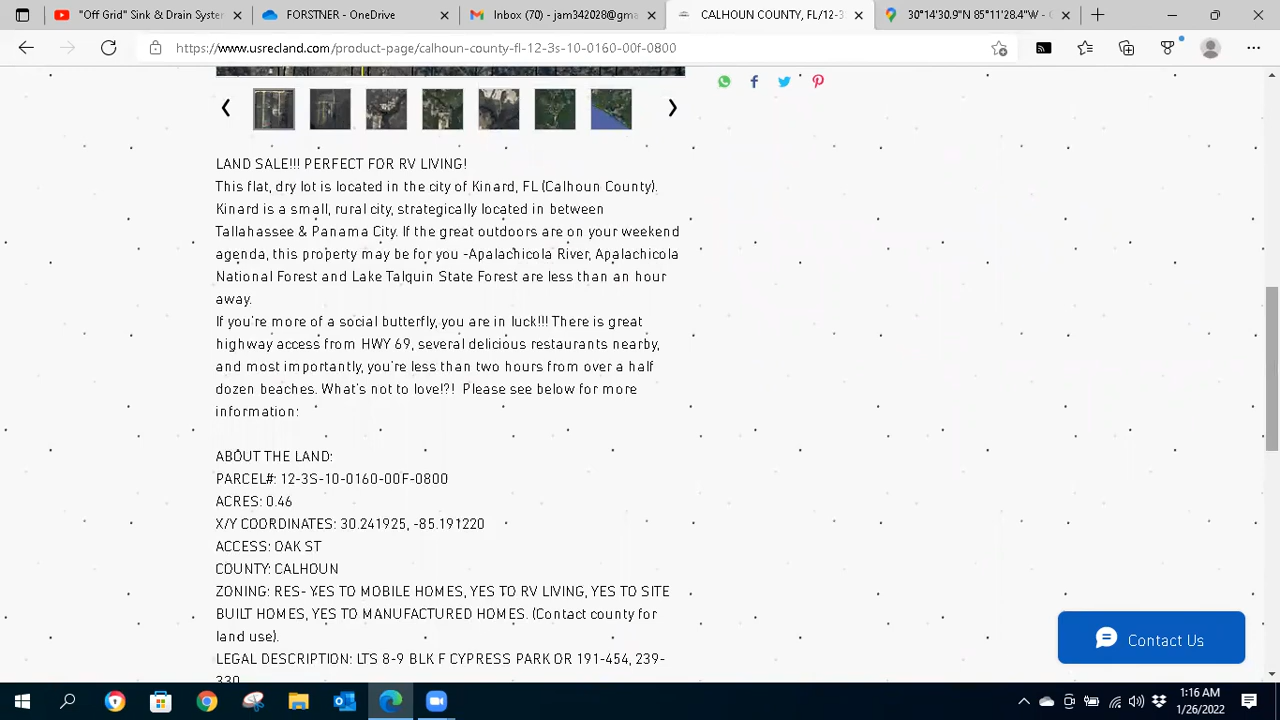 "Off Grid" Sink & Drain System
FORSTNER - OneDrive
Inbox (70) - jam342028@gma
CALHOUN COUNTY, FL/12-3
30°14'30.9"N 85°11'28.4"W - G
https://www.usrecland.com/product-page/calhoun-county-fl-12-3s-10-0160-00f-0800
LAND SALE!!! PERFECT FOR RV LIVING!
This flat, dry lot is located in the city of Kinard, FL (Calhoun County).
Kinard is a small, rural city, strategically located in between
Tallahassee & Panama City. If the great outdoors are on your weekend
agenda, this property may be for you -Apalachicola River, Apalachicola
National Forest and Lake Talquin State Forest are less than an hour
away.
If you're more of a social butterfly, you are in luck!!! There is great
highway access from HWY 69, several delicious restaurants nearby,
and most importantly, you're less than two hours from over a half
dozen beaches. What's not to love!?! Please see below for more
information:
ABOUT THE LAND:
PARCEL#: 12-3S-10-0160-00F-0800
ACRES: 0.46
X/Y COORDINATES: 30.241925, -85.191220
ACCESS: OAK ST
COUNTY: CALHOUN
ZONING: RES- YES TO MOBILE HOMES, YES TO RV LIVING, YES TO SITE
BUILT HOMES, YES TO MANUFACTURED HOMES. (Contact county for
land use).
LEGAL DESCRIPTION: LTS 8-9 BLK F CYPRESS PARK OR 191-454, 239-
330
Contact Us
1:16 AM
1/26/2022